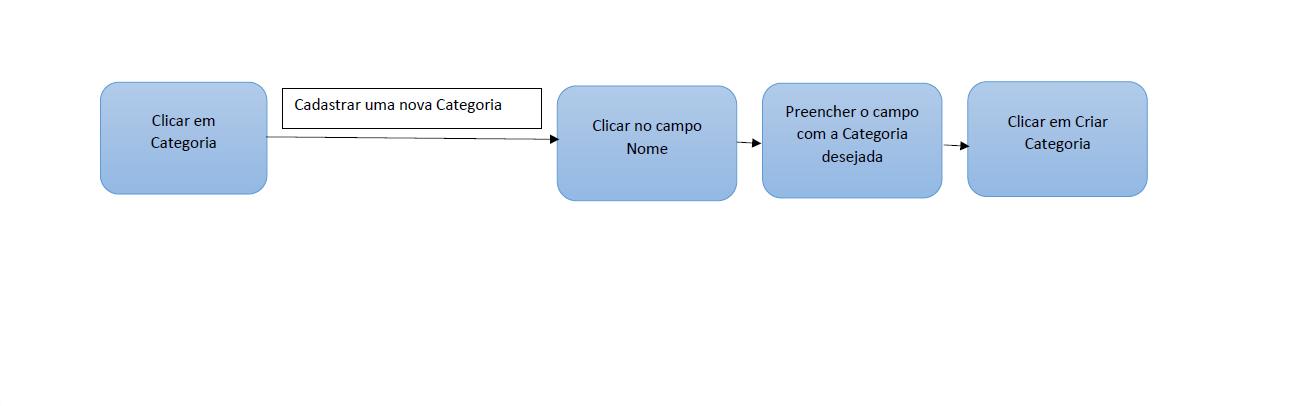 Clicar em
Categoria
Cadastrar uma nova Categoria
Clicar no campo
Nome
Preencher o campo
com a Categoria
desejada
Clicar em Criar
Categoria